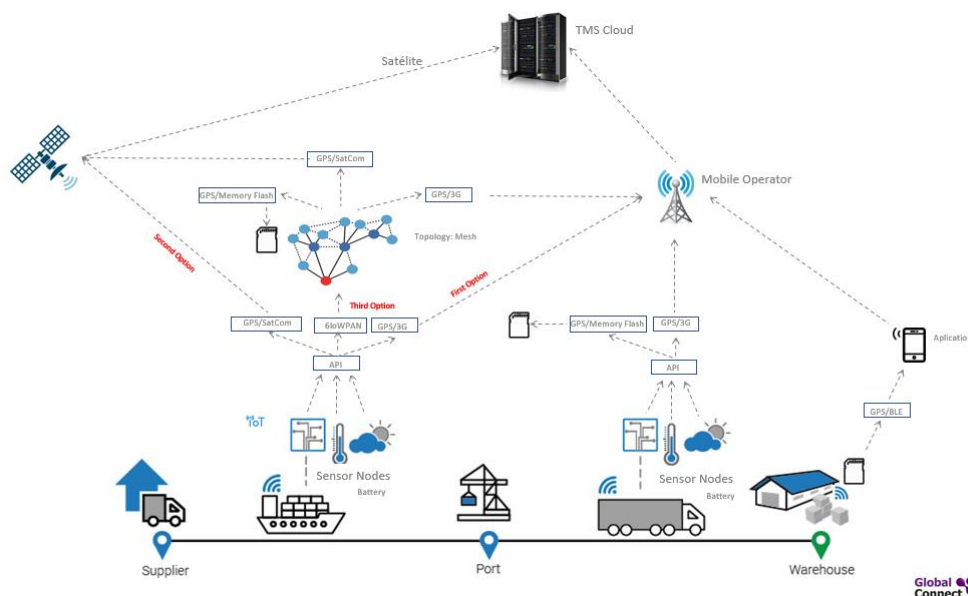 TMS Cloud
Satélite
GPS/SatCom
GPS/Memory Flash
GPS/3G
Mobile Operator
Topology: Mesh
Second Option
First Option
Third Option
GPS/SatCom
6loWPAN
GPS/3G
GPS/Memory Flash
GPS/3G
Aplication
API
API
GPS/BLE
IoT
Sensor Nodes
Battery
Sensor Nodes
Battery
Supplier
Port
Warehouse
Global
Connect